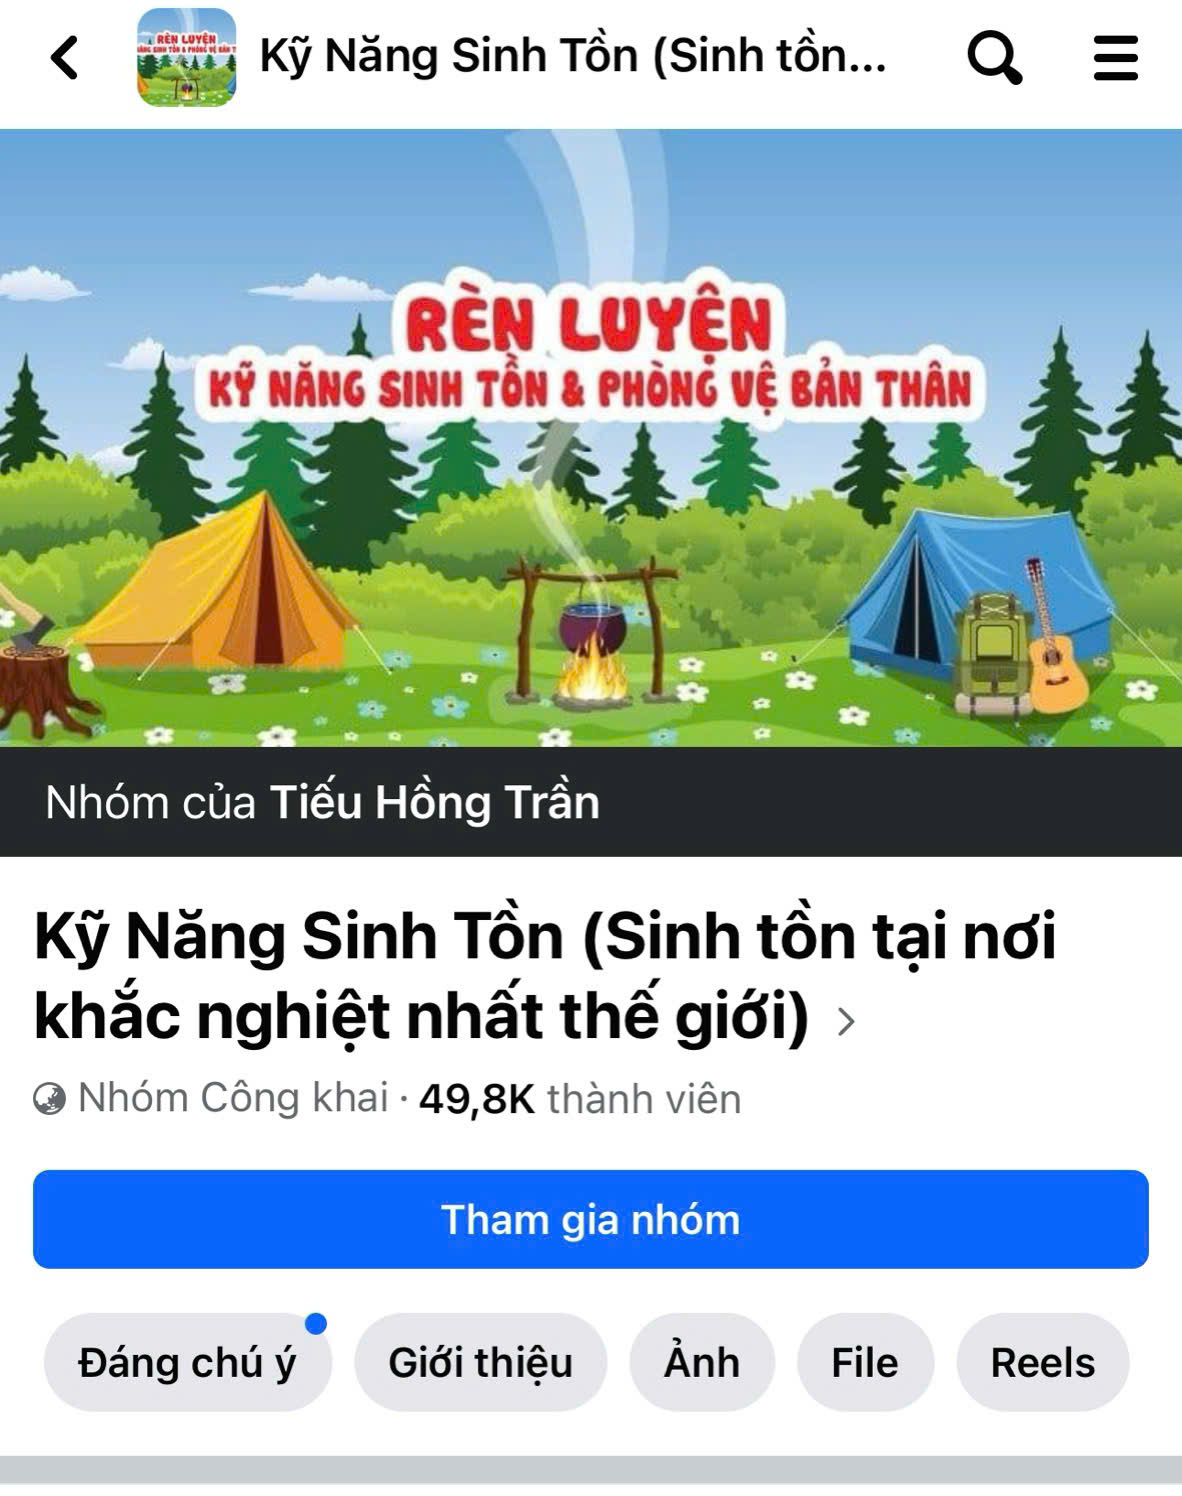 Kỹ Năng Sinh Tồn (Sinh tồn...
RÈN LUYỆN
KỸ NĂNG SINH TỒN & PHÒNG VỆ BẢN THÂN
Nhóm của Tiếu Hồng Trần
Kỹ Năng Sinh Tồn (Sinh tồn tại nơi
khắc nghiệt nhất thế giới)
Nhóm Công khai · 49,8K thành viên
Tham gia nhóm
Đáng chú ý
Giới thiệu
Ảnh
File
Reels